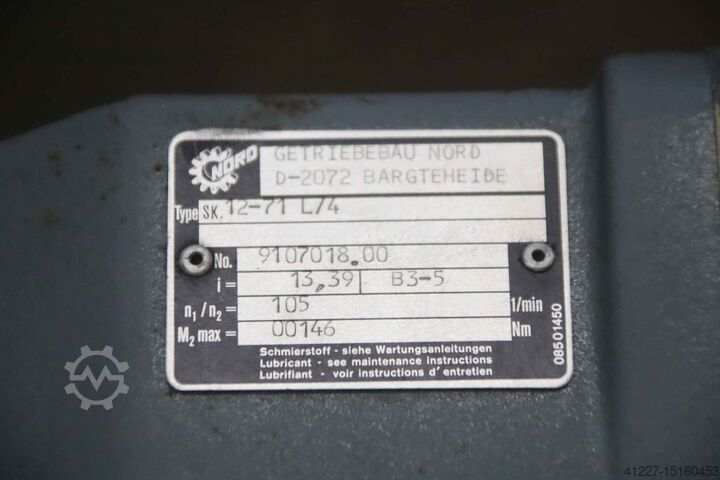 NORD
GETRIEBEBAU NORD
D-2072 BARGTEHEIDE
Type SK. 12-71 L/4
No. 9107018.00
i = 13,39 B3-5
n1 / n2 = 105 1/min
M2 max = 00146 Nm
Schmierstoff - siehe Wartungsanleitungen
Lubricant - see maintenance instructions
Lubrifiant - voir instructions d'entretien
08501450
41227-15160453